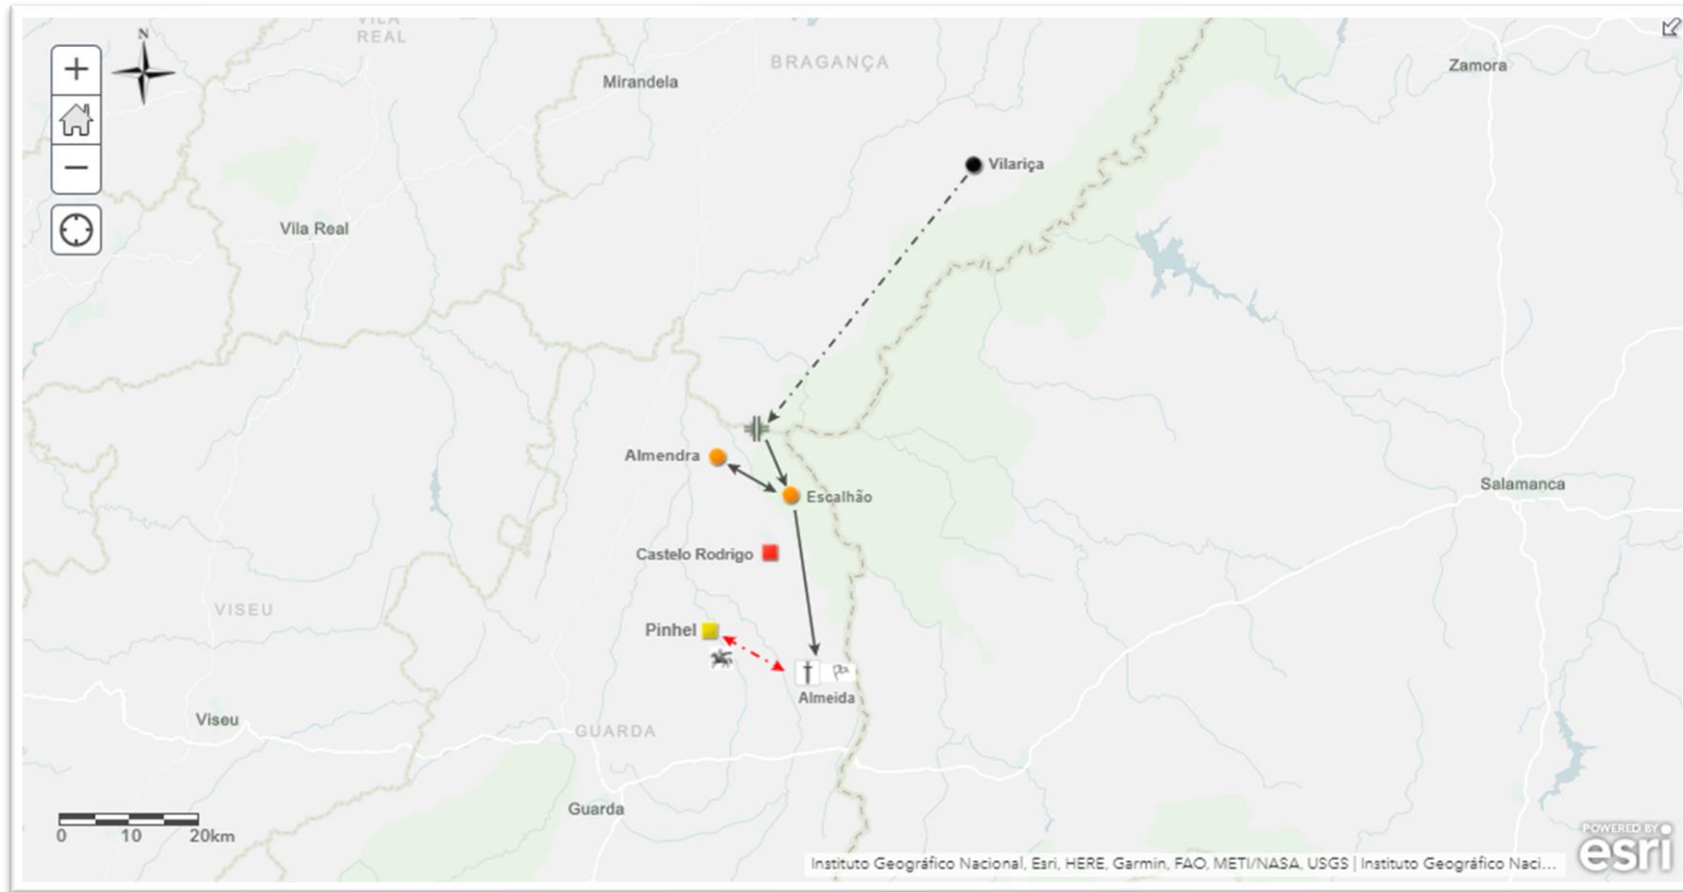 VILA
REAL
N
+
−
Mirandela
BRAGANÇA
Zamora
Vilariça
Vila Real
Almendra
Escalhão
Salamanca
Castelo Rodrigo
VISEU
Pinhel
Almeida
Viseu
GUARDA
Guarda
0 10 20km
POWERED BY
esri
Instituto Geográfico Nacional, Esri, HERE, Garmin, FAO, METI/NASA, USGS | Instituto Geográfico Naci...